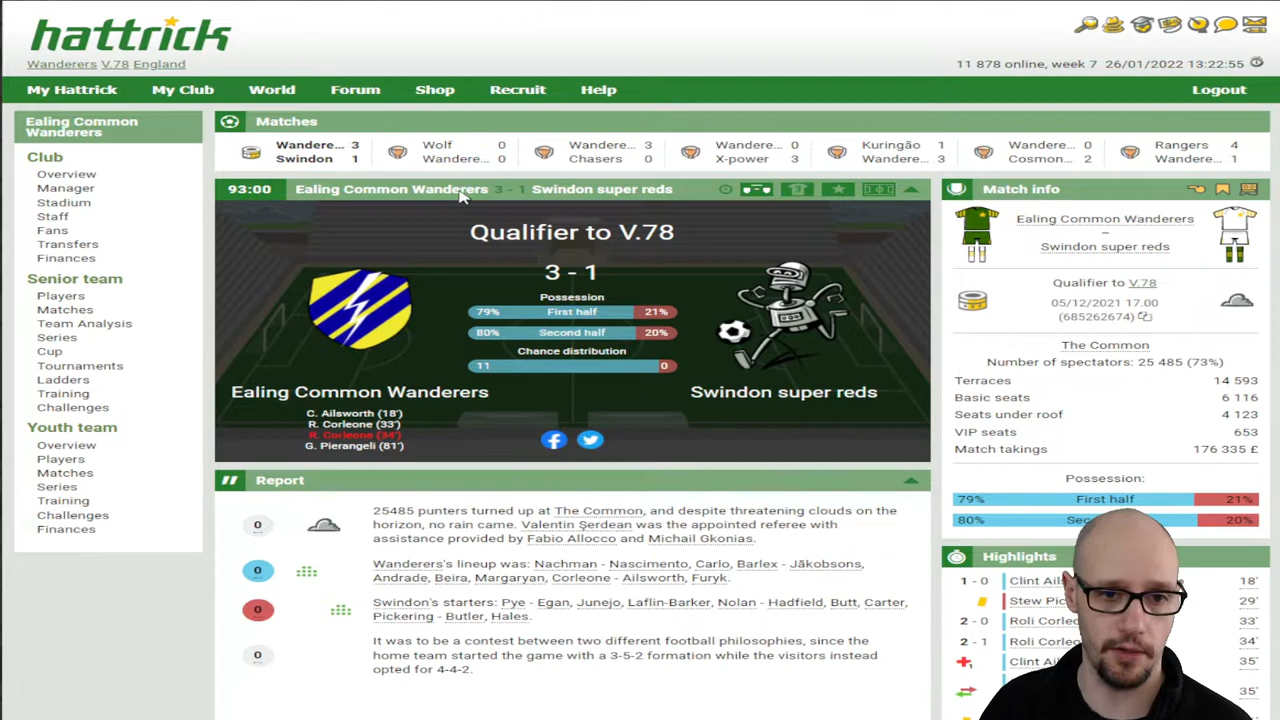 hattrick
Wanderers V.78 England
11 878 online, week 7 26/01/2022 13:22:55
My Hattrick My Club World Forum Shop Recruit Help Logout
Ealing Common
Wanderers
Club
Overview
Manager
Stadium
Staff
Fans
Transfers
Finances
Senior team
Players
Matches
Team Analysis
Series
Cup
Tournaments
Ladders
Training
Challenges
Youth team
Overview
Players
Matches
Series
Training
Challenges
Finances
Matches
Wandere... 3 Wolf 0 Wandere... 3 Wandere... 0 Kuringão 1 Wandere... 0 Rangers 4
Swindon 1 Wandere... 0 Chasers 0 X-power 3 Wandere... 3 Cosmon... 2 Wandere... 1
93:00 Ealing Common Wanderers 3 - 1 Swindon super reds
Qualifier to V.78
3 - 1
Possession
79% First half 21%
80% Second half 20%
Chance distribution
11 0
Ealing Common Wanderers Swindon super reds
C. Ailsworth (18')
R. Corleone (33')
R. Corleone (34')
G. Pierangeli (81')
Report
0 25485 punters turned up at The Common, and despite threatening clouds on the
horizon, no rain came. Valentin Şerdean was the appointed referee with
assistance provided by Fabio Allocco and Michail Gkonias.
0 Wanderers's lineup was: Nachman - Nascimento, Carlo, Barlex - Jākobsons,
Andrade, Beira, Margaryan, Corleone - Ailsworth, Furyk.
0 Swindon's starters: Pye - Egan, Junejo, Laflin-Barker, Nolan - Hadfield, Butt, Carter,
Pickering - Butler, Hales.
0 It was to be a contest between two different football philosophies, since the
home team started the game with a 3-5-2 formation while the visitors instead
opted for 4-4-2.
Match info
Ealing Common Wanderers
–
Swindon super reds
Qualifier to V.78
05/12/2021 17.00
(685262674)
The Common
Number of spectators: 25 485 (73%)
Terraces 14 593
Basic seats 6 116
Seats under roof 4 123
VIP seats 653
Match takings 176 335 £
Possession:
79% First half 21%
80% Sec 20%
Highlights
1 - 0 Clint Ail 18'
Stew Pic 29'
2 - 0 Roli Corle 33'
2 - 1 Roli Corle 34'
Clint Ails 35'
35'